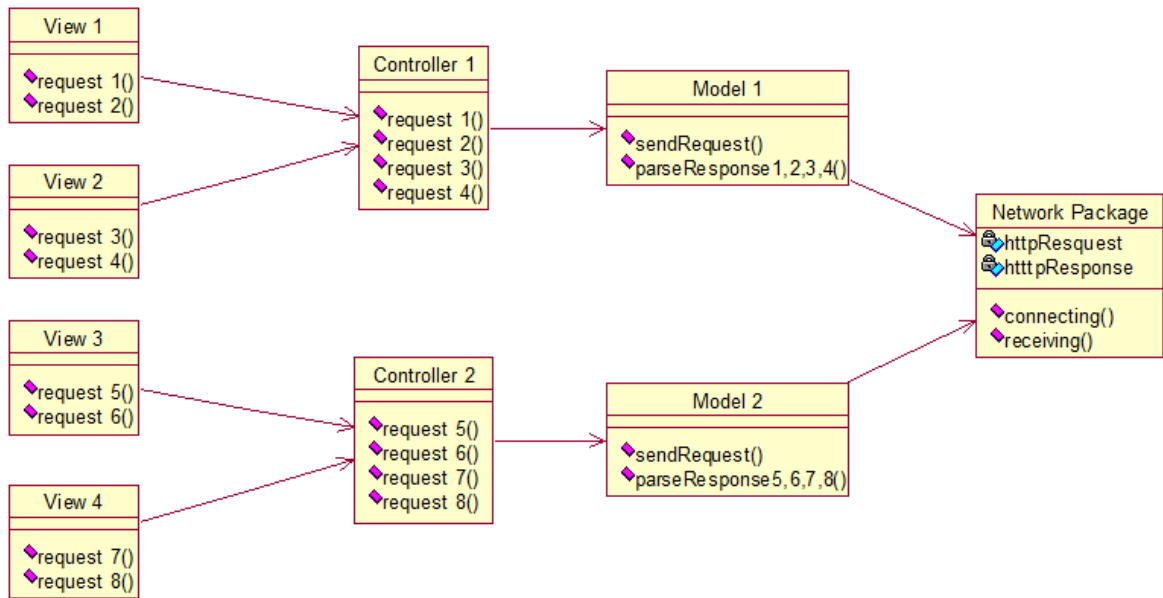 View 1
request 1()
request 2()
View 2
request 3()
request 4()
View 3
request 5()
request 6()
View 4
request 7()
request 8()
Controller 1
request 1()
request 2()
request 3()
request 4()
Controller 2
request 5()
request 6()
request 7()
request 8()
Model 1
sendRequest()
parseResponse1,2,3,4()
Model 2
sendRequest()
parseResponse5,6,7,8()
Network Package
httpResquest
htttpResponse
connecting()
receiving()